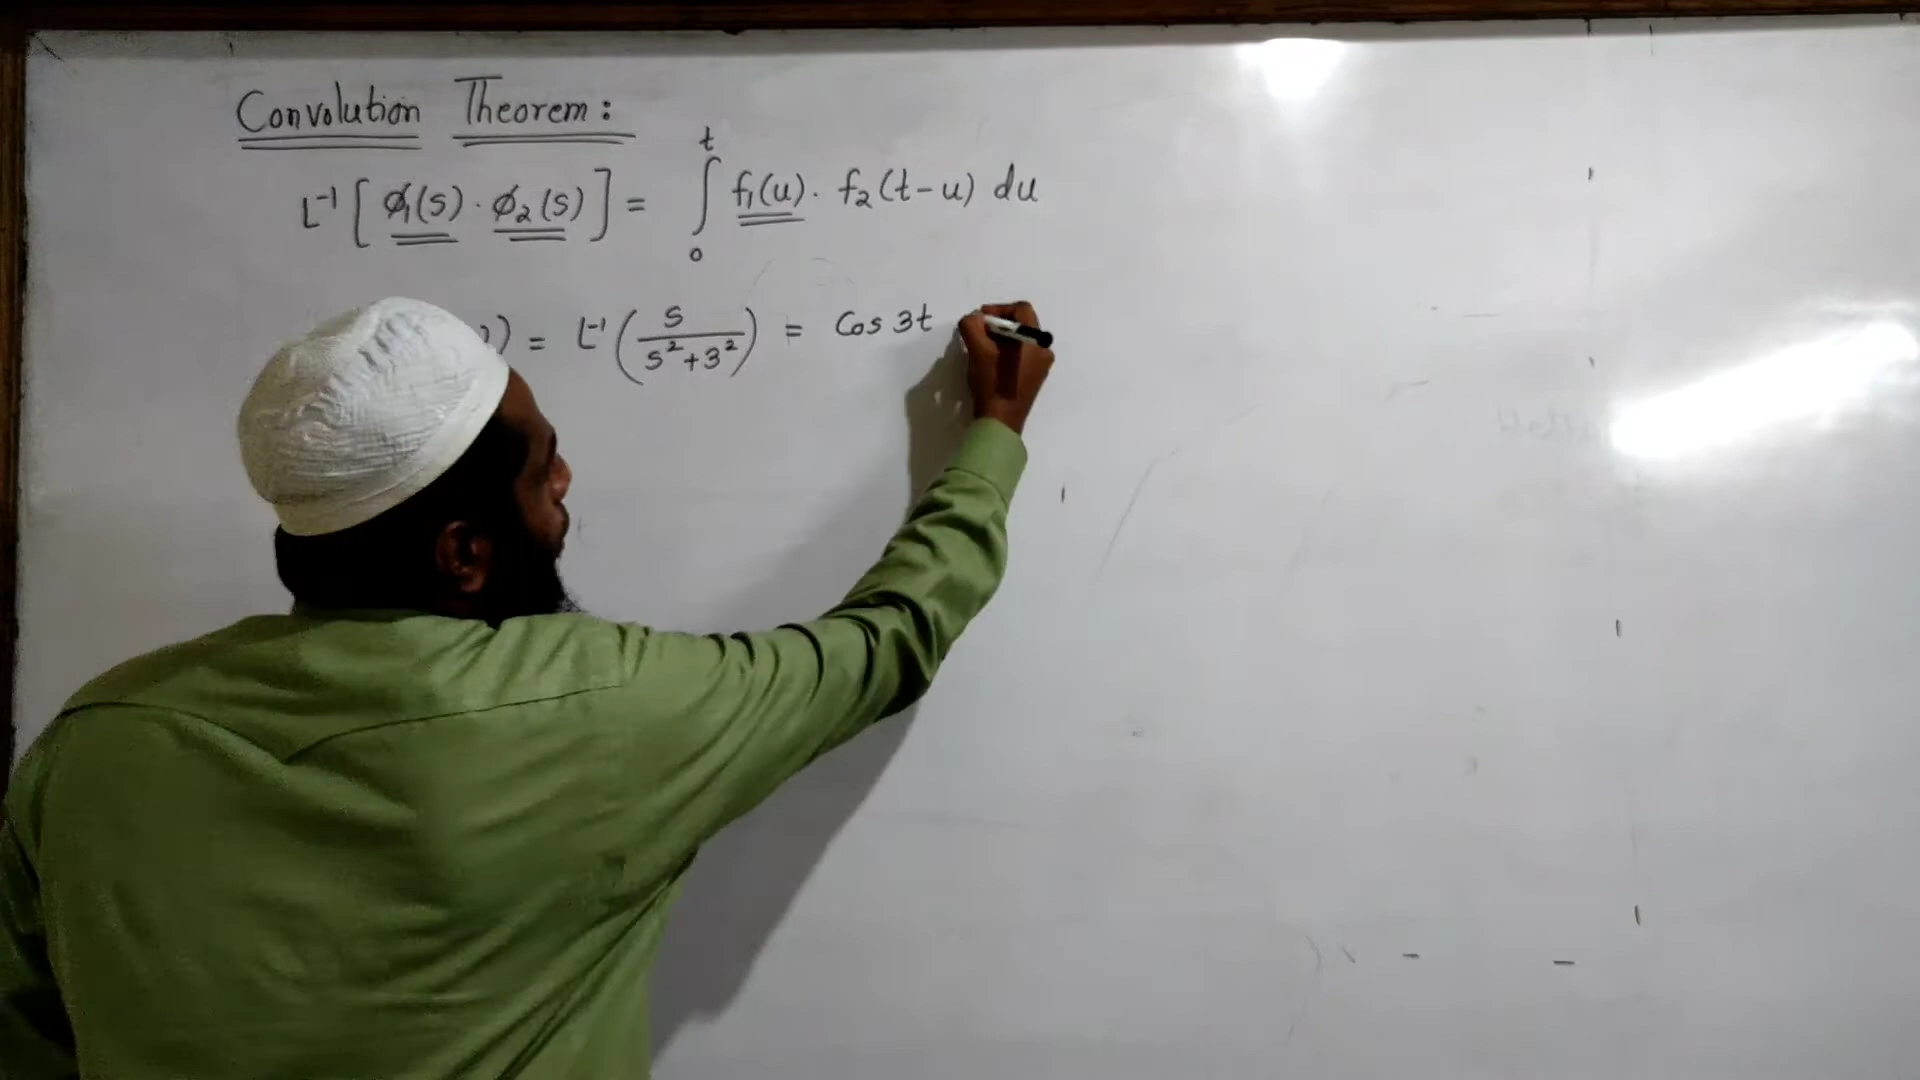 Convolution Theorem:
L⁻¹[ϕ₁(s)·ϕ₂(s)] = ∫₀ᵗ f₁(u)· f₂(t-u) du
) = L⁻¹(s/(s²+3²)) = Cos 3t